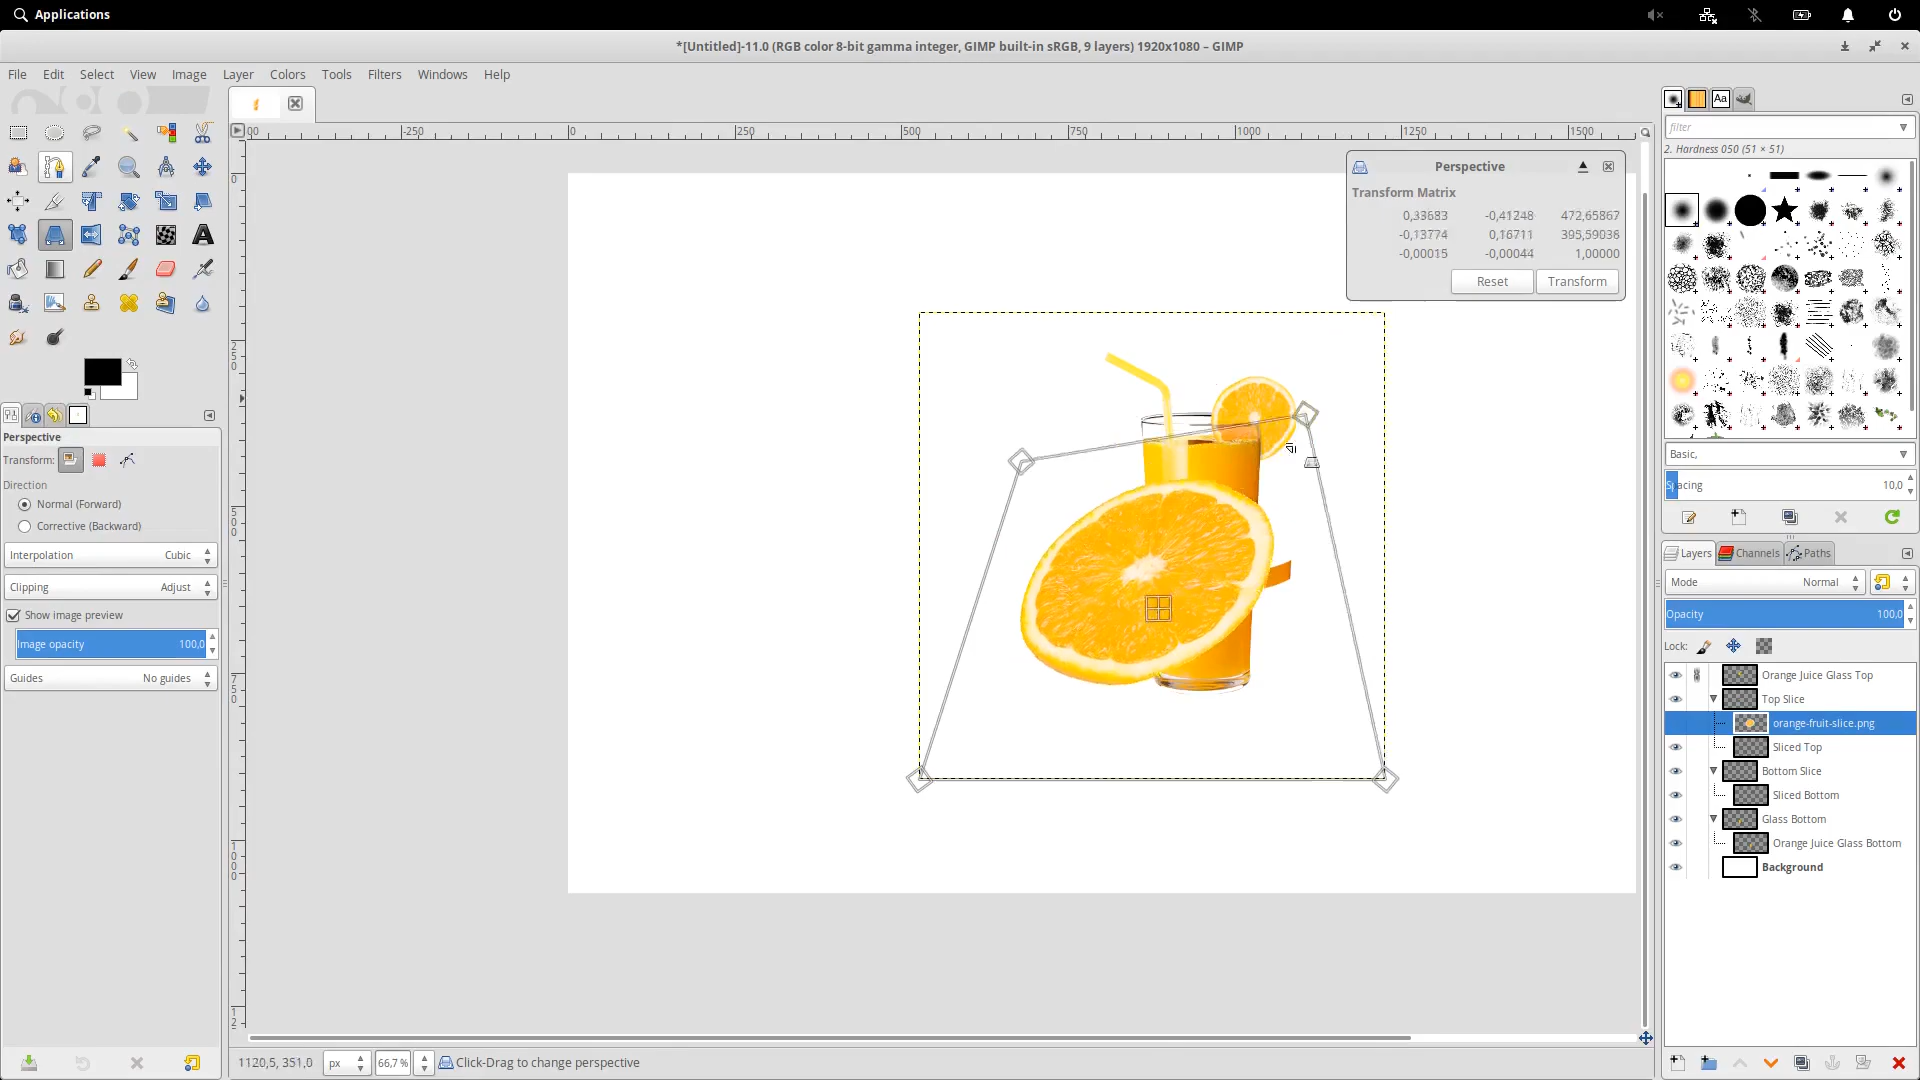 Applications
*[Untitled]-11.0 (RGB color 8-bit gamma integer, GIMP built-in sRGB, 9 layers) 1920x1080 – GIMP
File Edit Select View Image Layer Colors Tools Filters Windows Help
-250 0 250 500 750 1000 1250 1500
Perspective
Transform Matrix
0,33683 -0,41248 472,65867
-0,13774 0,16711 395,59036
-0,00015 -0,00044 1,00000
Reset Transform
Perspective
Transform:
Direction
Normal (Forward)
Corrective (Backward)
Interpolation Cubic
Clipping Adjust
Show image preview
Image opacity 100,0
Guides No guides
1120,5, 351,0 px 66,7 % Click-Drag to change perspective
Aa
filter
2. Hardness 050 (51 × 51)
Basic,
Spacing 10,0
Layers Channels Paths
Mode Normal
Opacity 100,0
Lock:
Orange Juice Glass Top
Top Slice
orange-fruit-slice.png
Sliced Top
Bottom Slice
Sliced Bottom
Glass Bottom
Orange Juice Glass Bottom
Background